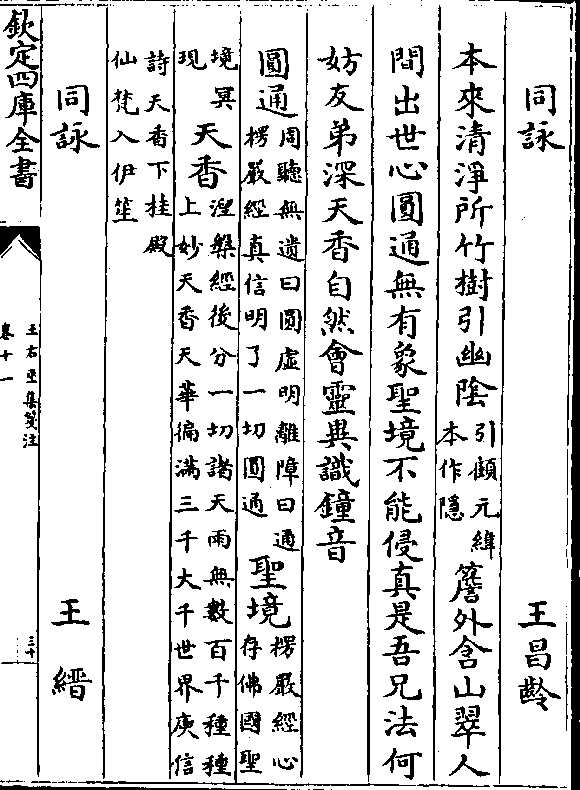 同詠　王昌齡
本來清淨所竹樹引幽陰引顧元緯本作隱簷外含山翠人
間出世心圓通無有象聖境不能侵真是吾兄法何
妨友弟深天香自然會靈異識鐘音
圓通周聽無遺曰圓虛明離障曰通楞嚴經真信明了一切圓通聖境楞嚴經心存佛國聖
境冥現天香涅槃經後分一切諸天雨無數百千種種上妙天香天華徧滿三千大千世界庾信
詩天香下桂殿仙梵入伊笙
同詠　王縉
欽定四庫全書
王右丞集箋注
卷十一
三十